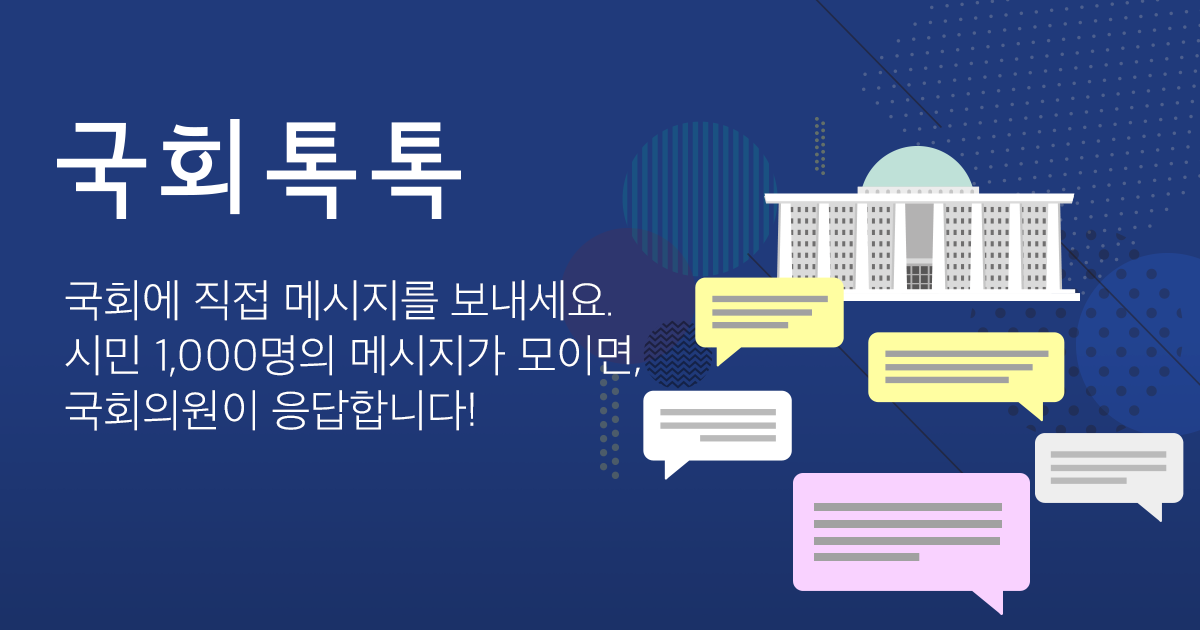 국회톡톡
국회에 직접 메시지를 보내세요.
시민 1,000명의 메시지가 모이면,
국회의원이 응답합니다!